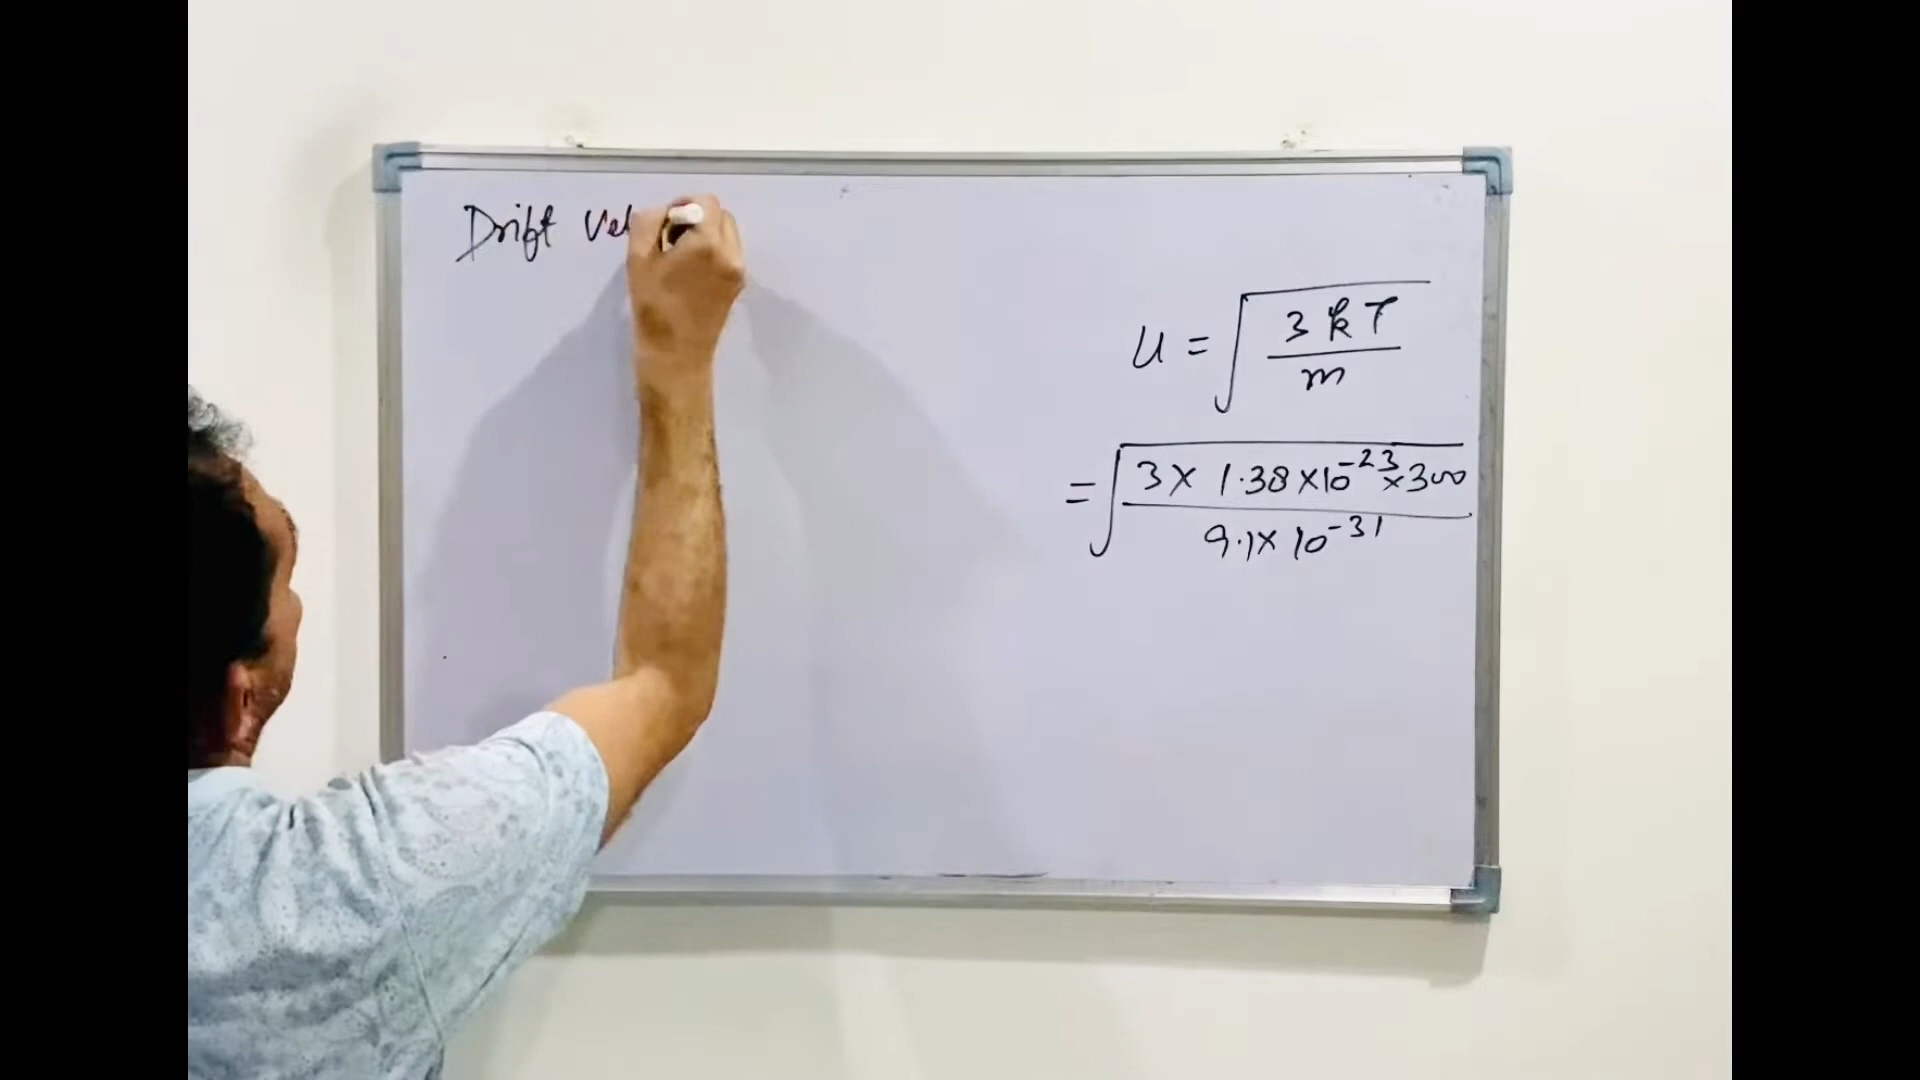 Drift Vel
u = √(3kT/m)
= √(3 × 1.38 × 10⁻²³ × 300 / 9.1 × 10⁻³¹)